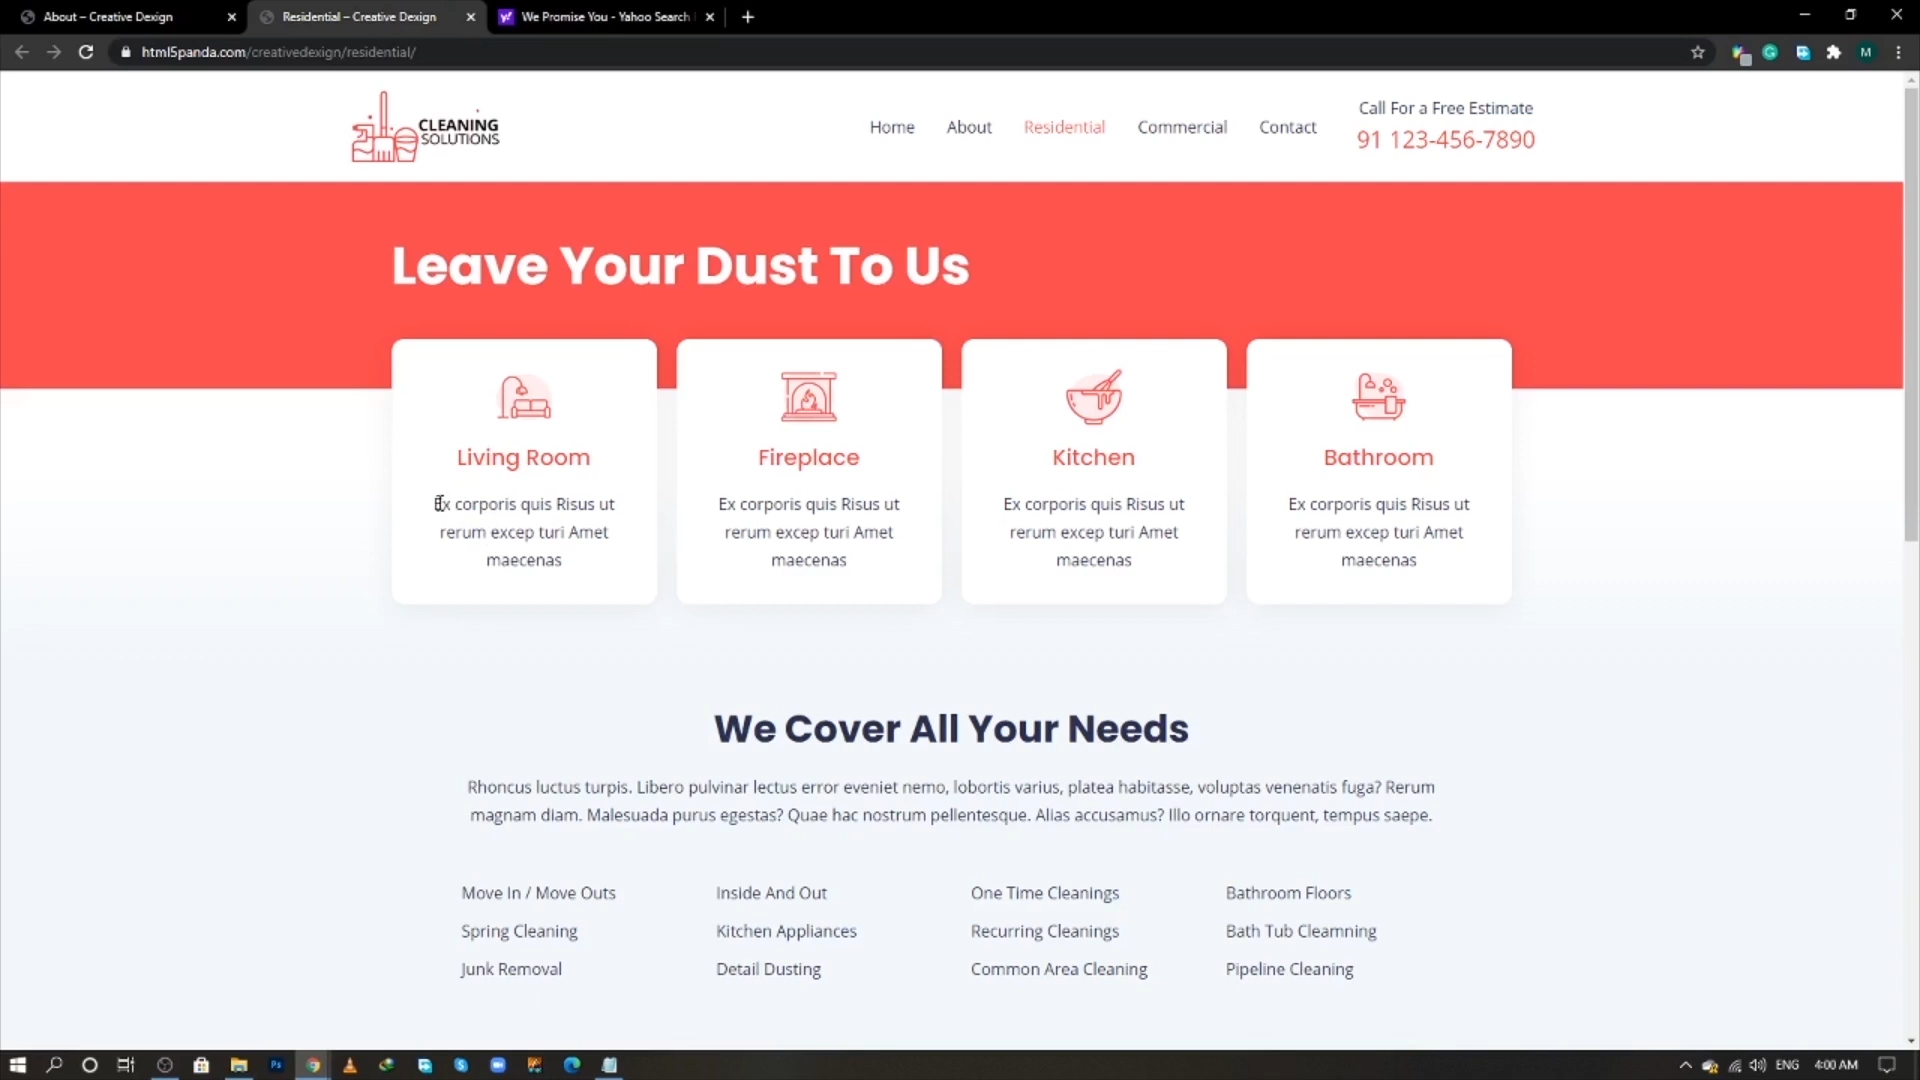 About – Creative Dexign
Residential – Creative Dexign
We Promise You - Yahoo Search
html5panda.com/creativedexign/residential/
M
CLEANING
SOLUTIONS
Home
About
Residential
Commercial
Contact
Call For a Free Estimate
91 123-456-7890
Leave Your Dust To Us
Living Room
Ex corporis quis Risus ut
rerum excep turi Amet
maecenas
Fireplace
Ex corporis quis Risus ut
rerum excep turi Amet
maecenas
Kitchen
Ex corporis quis Risus ut
rerum excep turi Amet
maecenas
Bathroom
Ex corporis quis Risus ut
rerum excep turi Amet
maecenas
We Cover All Your Needs
Rhoncus luctus turpis. Libero pulvinar lectus error eveniet nemo, lobortis varius, platea habitasse, voluptas venenatis fuga? Rerum
magnam diam. Malesuada purus egestas? Quae hac nostrum pellentesque. Alias accusamus? Illo ornare torquent, tempus saepe.
Move In / Move Outs
Inside And Out
One Time Cleanings
Bathroom Floors
Spring Cleaning
Kitchen Appliances
Recurring Cleanings
Bath Tub Cleamning
Junk Removal
Detail Dusting
Common Area Cleaning
Pipeline Cleaning
Ps
ENG
4:00 AM